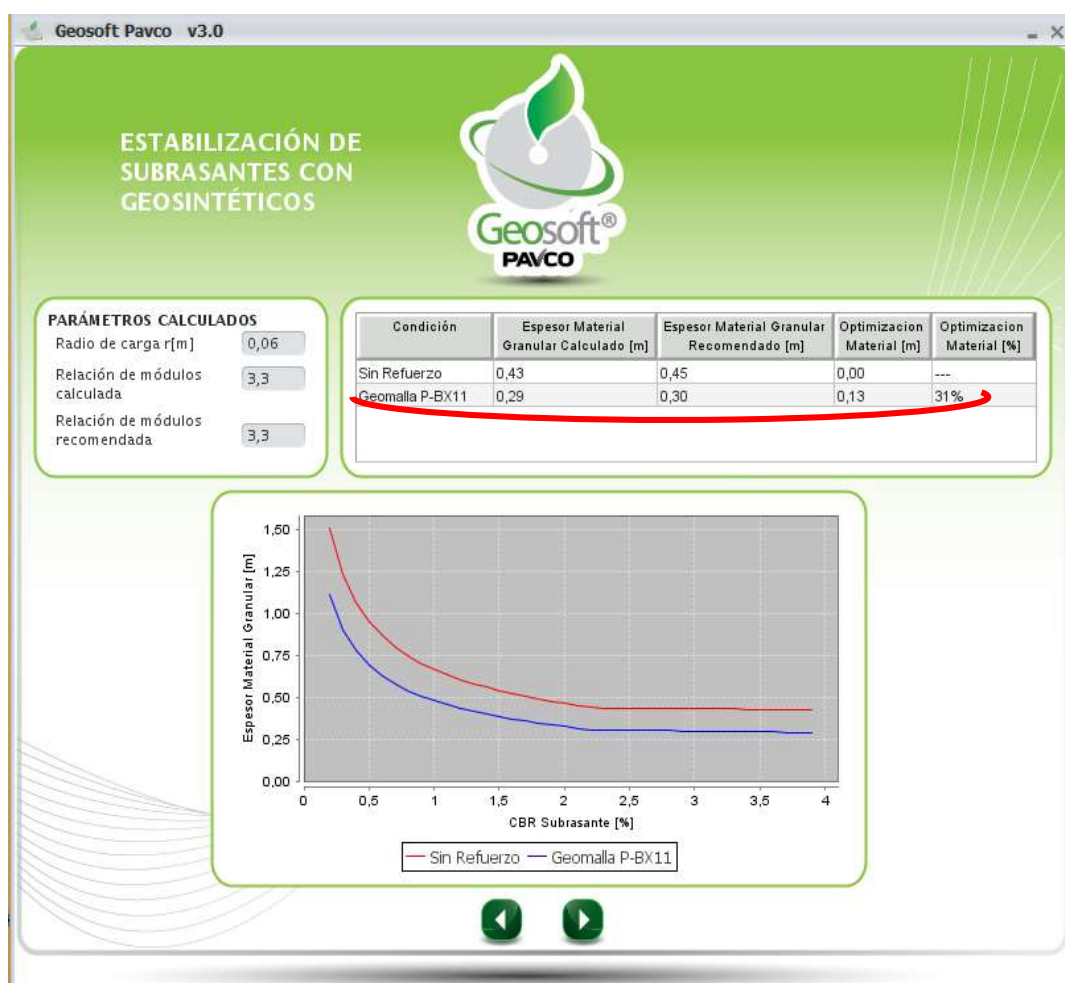 Geosoft Pavco v3.0
ESTABILIZACIÓN DE
SUBRASANTES CON
GEOSINTÉTICOS
Geosoft®
PAVCO
PARÁMETROS CALCULADOS
Radio de carga r[m] 0,06
Relación de módulos
calculada 3,3
Relación de módulos
recomendada 3,3
Condición Espesor Material Granular Calculado [m] Espesor Material Granular Recomendado [m] Optimizacion Material [m] Optimizacion Material [%]
Sin Refuerzo 0,43 0,45 0,00 ---
Geomalla P-BX11 0,29 0,30 0,13 31%
Espesor Material Granular [m]
1,50
1,25
1,00
0,75
0,50
0,25
0,00
0 0,5 1 1,5 2 2,5 3 3,5 4
CBR Subrasante [%]
Sin Refuerzo Geomalla P-BX11